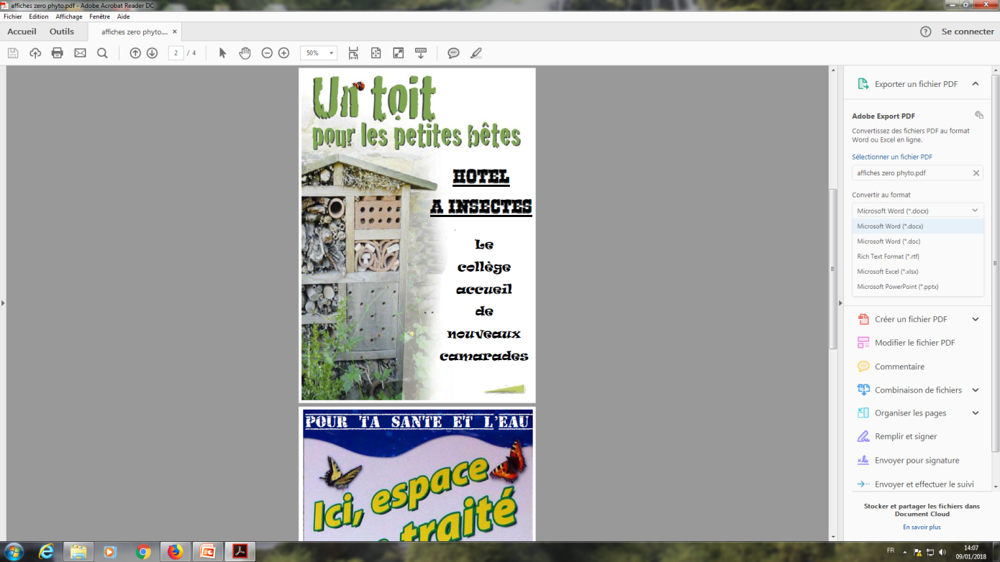 affiches zero phyto.pdf - Adobe Acrobat Reader DC
Fichier Edition Affichage Fenêtre Aide
Accueil Outils affiches zero phyto.... × ? Se connecter
2 / 4 50%
Un toit
pour les petites bêtes
HOTEL
A INSECTES
Le
collège
accueil
de
nouveaux
camarades
POUR TA SANTE ET L'EAU
Ici, espace
traité
Exporter un fichier PDF
Adobe Export PDF
Convertissez des fichiers PDF au format
Word ou Excel en ligne.
Sélectionner un fichier PDF
affiches zero phyto.pdf
Convertir au format
Microsoft Word (*.docx)
Microsoft Word (*.docx)
Microsoft Word (*.doc)
Rich Text Format (*.rtf)
Microsoft Excel (*.xlsx)
Microsoft PowerPoint (*.pptx)
Créer un fichier PDF
Modifier le fichier PDF
Commentaire
Combinaison de fichiers
Organiser les pages
Remplir et signer
Envoyer pour signature
Envoyer et effectuer le suivi
Stocker et partager les fichiers dans
Document Cloud
En savoir plus
FR 14:07
09/01/2018